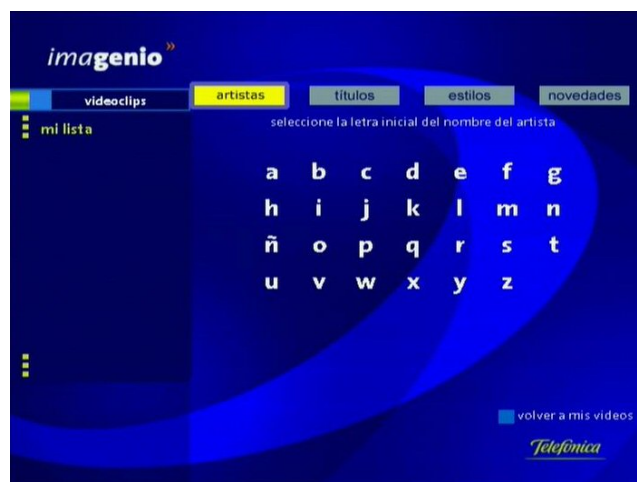 imagenio»
videoclips
artistas títulos estilos novedades
mi lista
seleccione la letra inicial del nombre del artista
a b c d e f g
h i j k l m n
ñ o p q r s t
u v w x y z
volver a mis videos
Telefónica